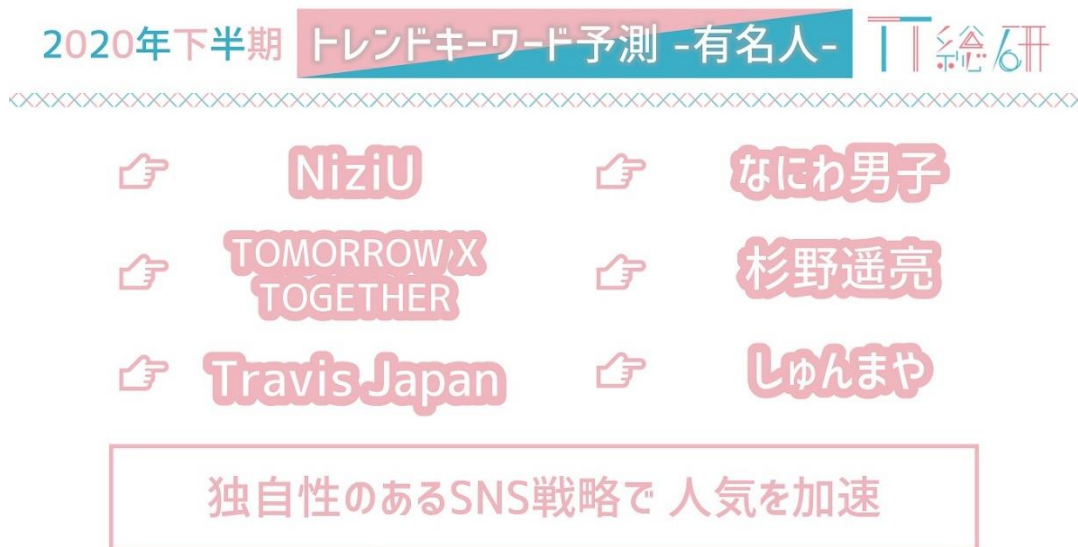 2020年下半期 トレンドキーワード予測 -有名人- TT総研
NiziU
なにわ男子
TOMORROW X
TOGETHER
杉野遥亮
Travis Japan
しゅんまや
独自性のあるSNS戦略で 人気を加速